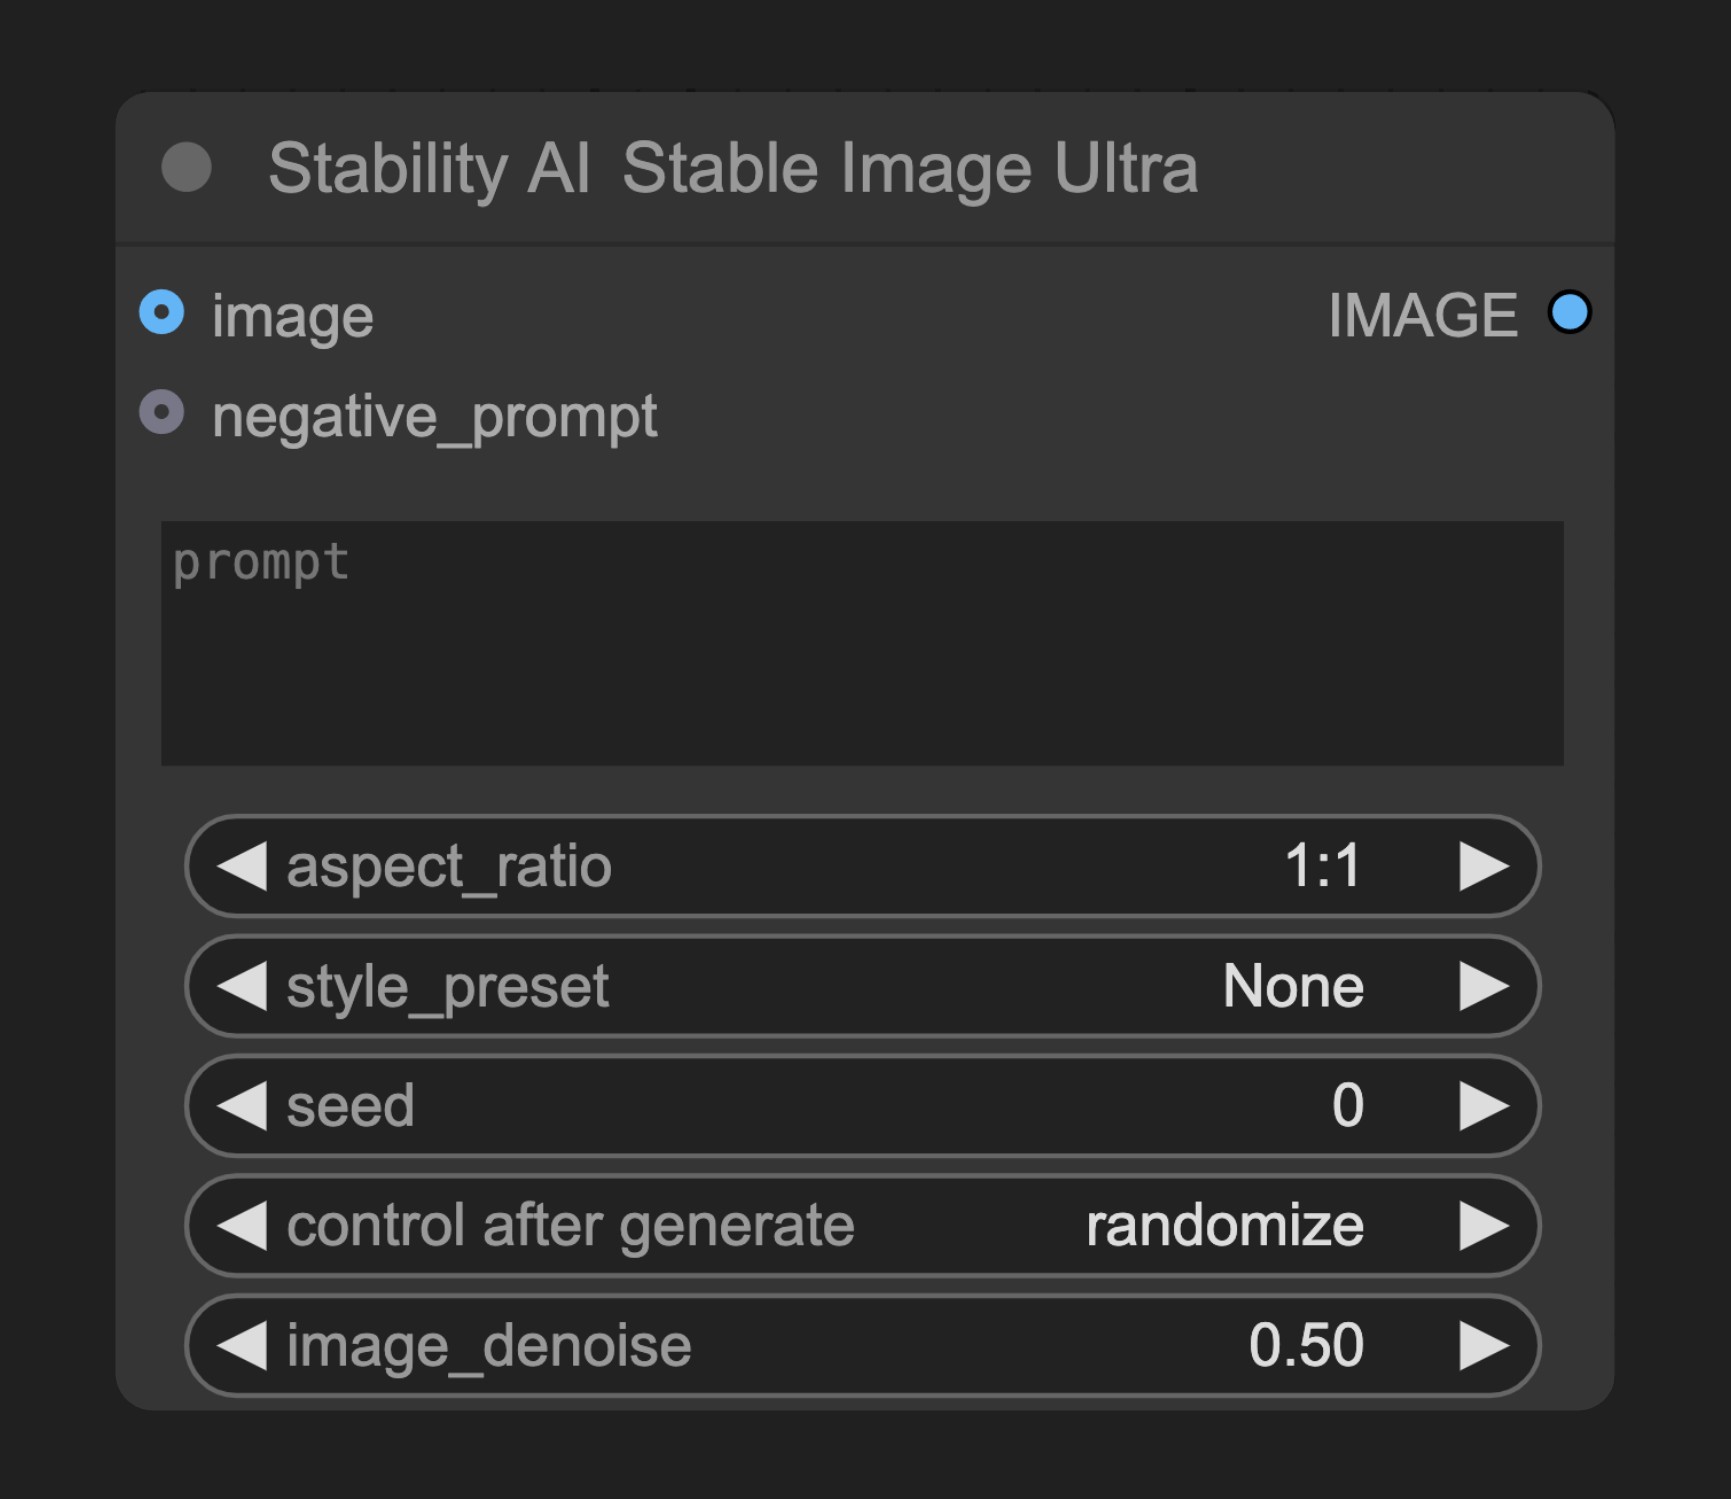 Stability AI Stable Image Ultra
image IMAGE
negative_prompt
prompt
aspect_ratio 1:1
style_preset None
seed 0
control after generate randomize
image_denoise 0.50